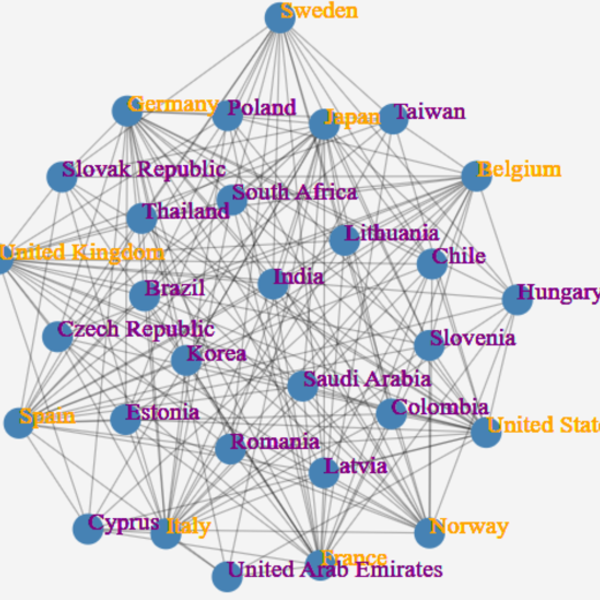 Sweden
Germany
Poland
Japan
Taiwan
Slovak Republic
Belgium
South Africa
Thailand
Lithuania
United Kingdom
Chile
India
Brazil
Hungary
Czech Republic
Slovenia
Korea
Saudi Arabia
Colombia
Estonia
Spain
United Stat
Romania
Latvia
Cyprus
Italy
Norway
France
United Arab Emirates